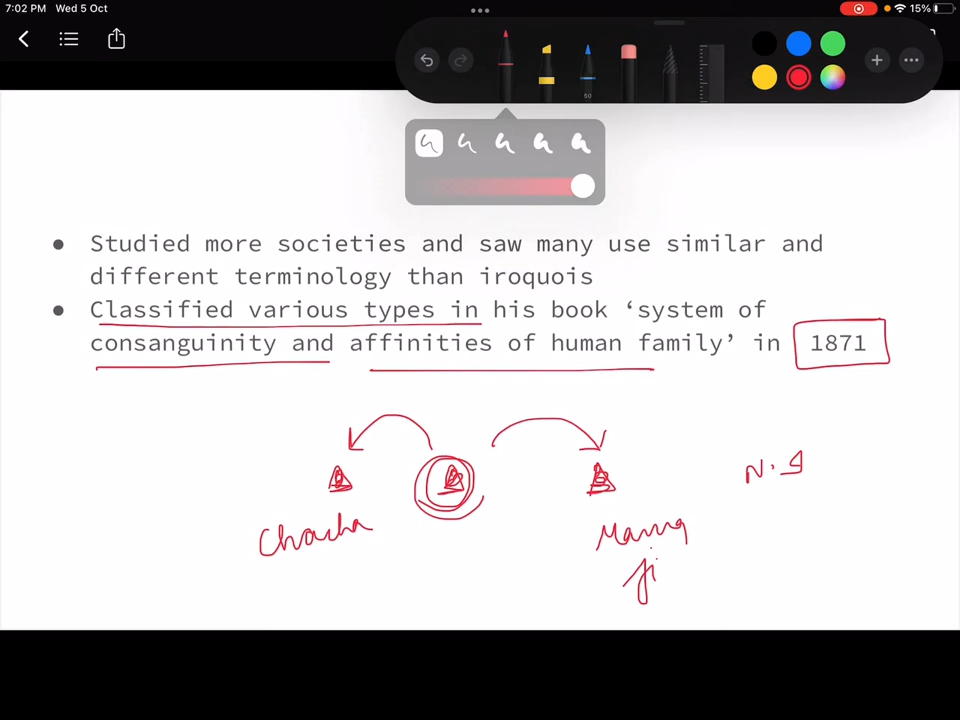 7:02 PM Wed 5 Oct
15%
50
● Studied more societies and saw many use similar and
different terminology than iroquois
● Classified various types in his book ‘system of
consanguinity and affinities of human family’ in 1871
N.I
Chacha
Mama
Ji